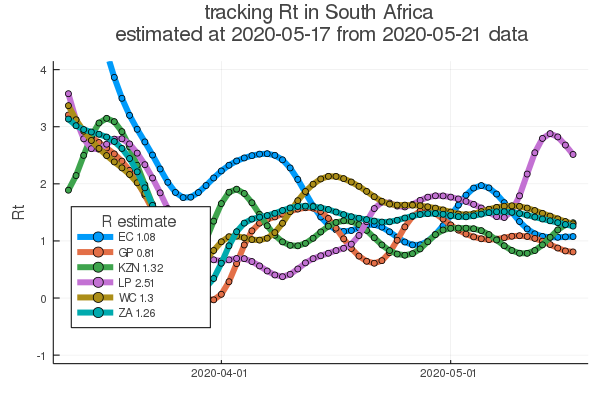 tracking Rt in South Africa
estimated at 2020-05-17 from 2020-05-21 data
4
3
2
1
0
-1
Rt
R estimate
EC 1.08
GP 0.81
KZN 1.32
LP 2.51
WC 1.3
ZA 1.26
2020-04-01
2020-05-01